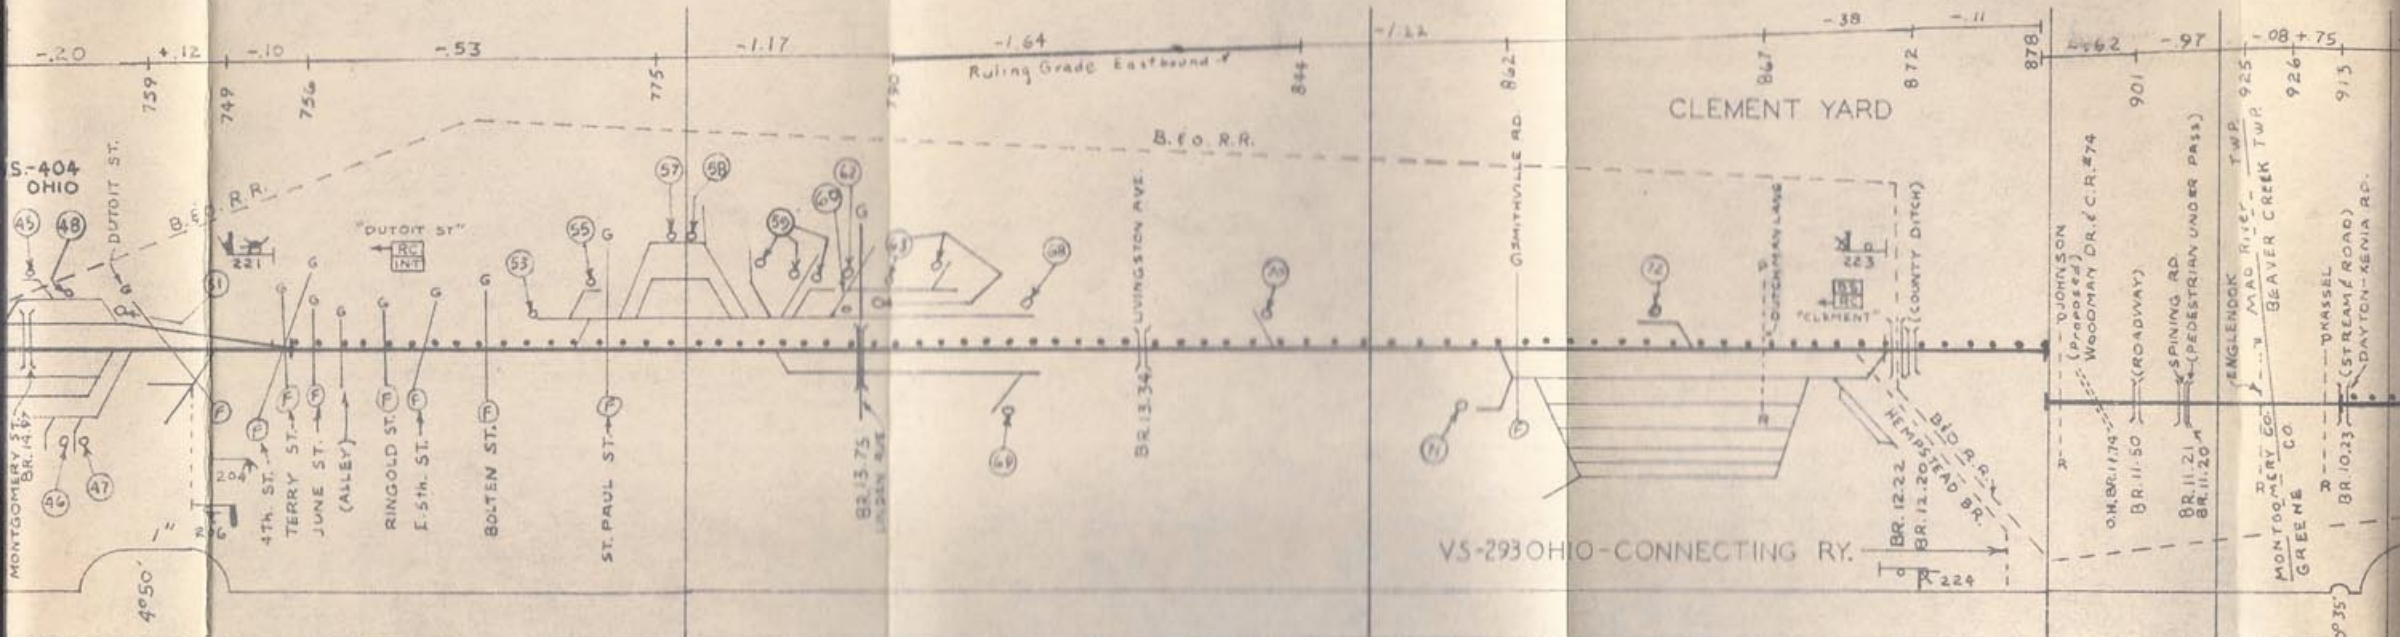 -.20
+.12
-.10
-.53
-1.17
-1.64
Ruling Grade Eastbound
-1.22
-.38
-.11
-.97
-.08
+.75
759
749
756
775
790
844
862
867
872
878
901
925
926
913
CLEMENT YARD
B. & O. R.R.
S.-404
OHIO
45
48
DUTOIT ST.
B. & O. R.R.
221
"DUTOIT ST"
RC
INT
G
G
G
G
G
G
G
G
53
55
57
58
59
60
62
63
68
70
72
LIVINGSTON AVE.
SMITHVILLE RD.
DUTCHMAN LANE
223
"CLEMENT"
(COUNTY DITCH)
JOHNSON
(Proposed)
WOODMAN DR. & C.R. #74
(ROADWAY)
SPINING RD.
(PEDESTRIAN UNDER PASS)
ENGLENDOK
TWP.
MAD River
BEAVER CREEK TWP.
KRASSEL
(STREAM & ROAD)
DAYTON-XENIA RD.
MONTGOMERY ST.
BR. 14.97
46
47
204
4TH. ST.
TERRY ST.
JUNE ST.
(ALLEY)
RINGOLD ST.
E. 5th. ST.
BOLTEN ST.
ST. PAUL ST.
F
F
F
F
F
F
F
BR. 13.75
LINDEN AVE
69
BR. 13.34
71
HEMPSTEAD BR.
B & O R.R.
BR. 12.22
BR. 12.20
O.H. BR. 11.74
BR. 11.50
BR. 11.21
BR. 11.20
MONTGOMERY CO.
GREENE CO.
BR. 10.23
VS-293 OHIO-CONNECTING RY.
R 224
4°50'